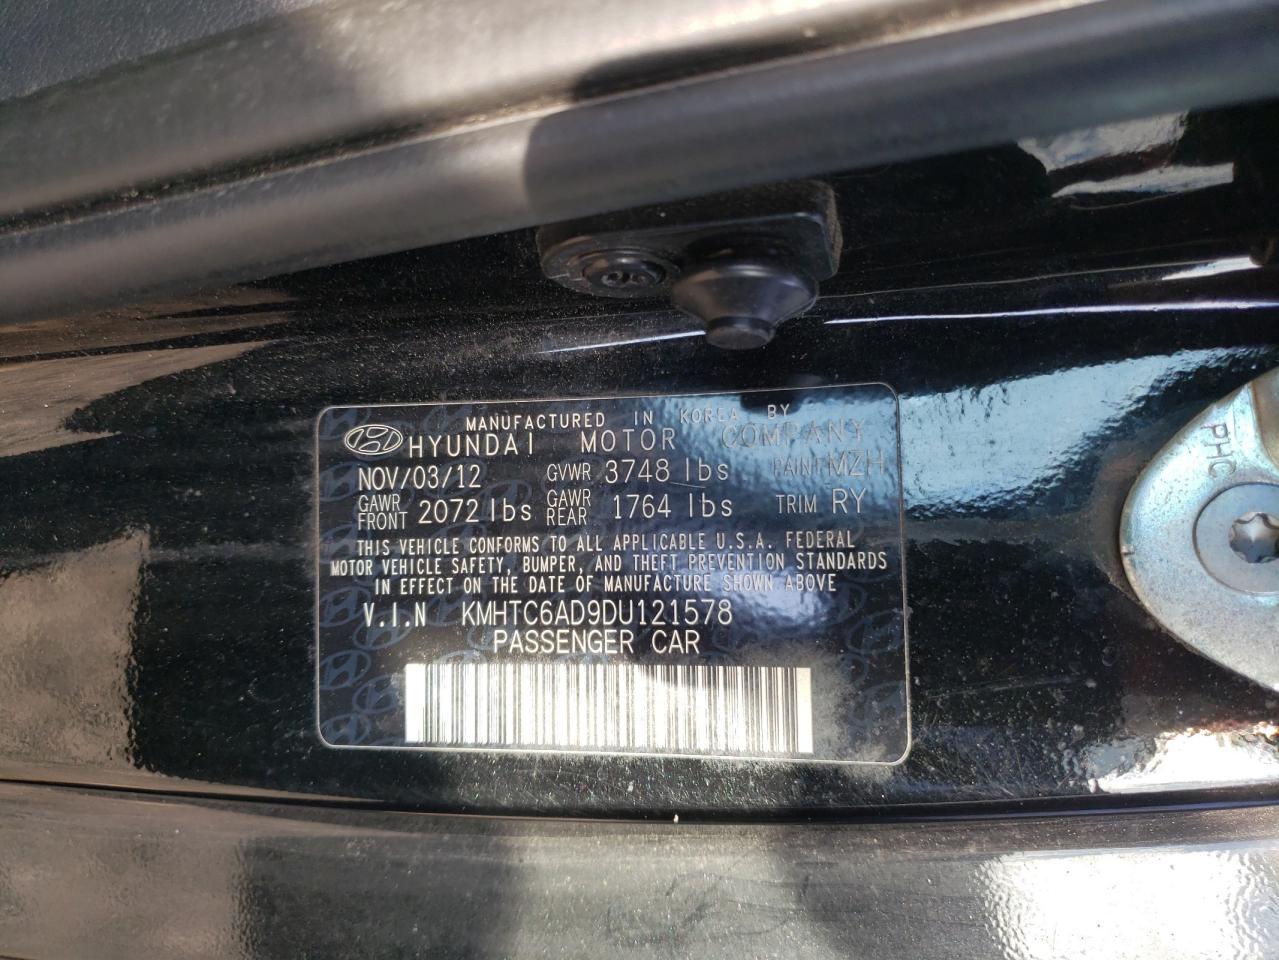 MANUFACTURED IN KOREA BY
HYUNDAI MOTOR COMPANY
NOV/03/12 GVWR 3748 lbs PAINT MZH
GAWR FRONT 2072 lbs GAWR REAR 1764 lbs TRIM RY
THIS VEHICLE CONFORMS TO ALL APPLICABLE U.S.A. FEDERAL
MOTOR VEHICLE SAFETY, BUMPER, AND THEFT PREVENTION STANDARDS
IN EFFECT ON THE DATE OF MANUFACTURE SHOWN ABOVE
V.I.N KMHTC6AD9DU121578
PASSENGER CAR
PHC